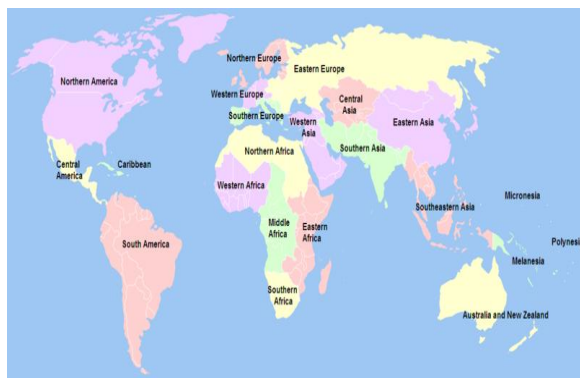 Northern Europe
Eastern Europe
Northern America
Western Europe
Central
Asia
Southern Europe
Western
Asia
Eastern Asia
Northern Africa
Southern Asia
Central
America
Caribbean
Western Africa
Micronesia
Southeastern Asia
Middle
Africa
Eastern
Africa
South America
Polynesi
Melanesia
Southern
Africa
Australia and New Zealand